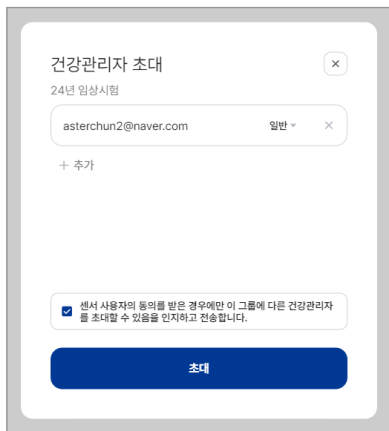 건강관리자 초대
24년 임상시험
asterchun2@naver.com 일반
+ 추가
센서 사용자의 동의를 받은 경우에만 이 그룹에 다른 건강관리자
를 초대할 수 있음을 인지하고 전송합니다.
초대